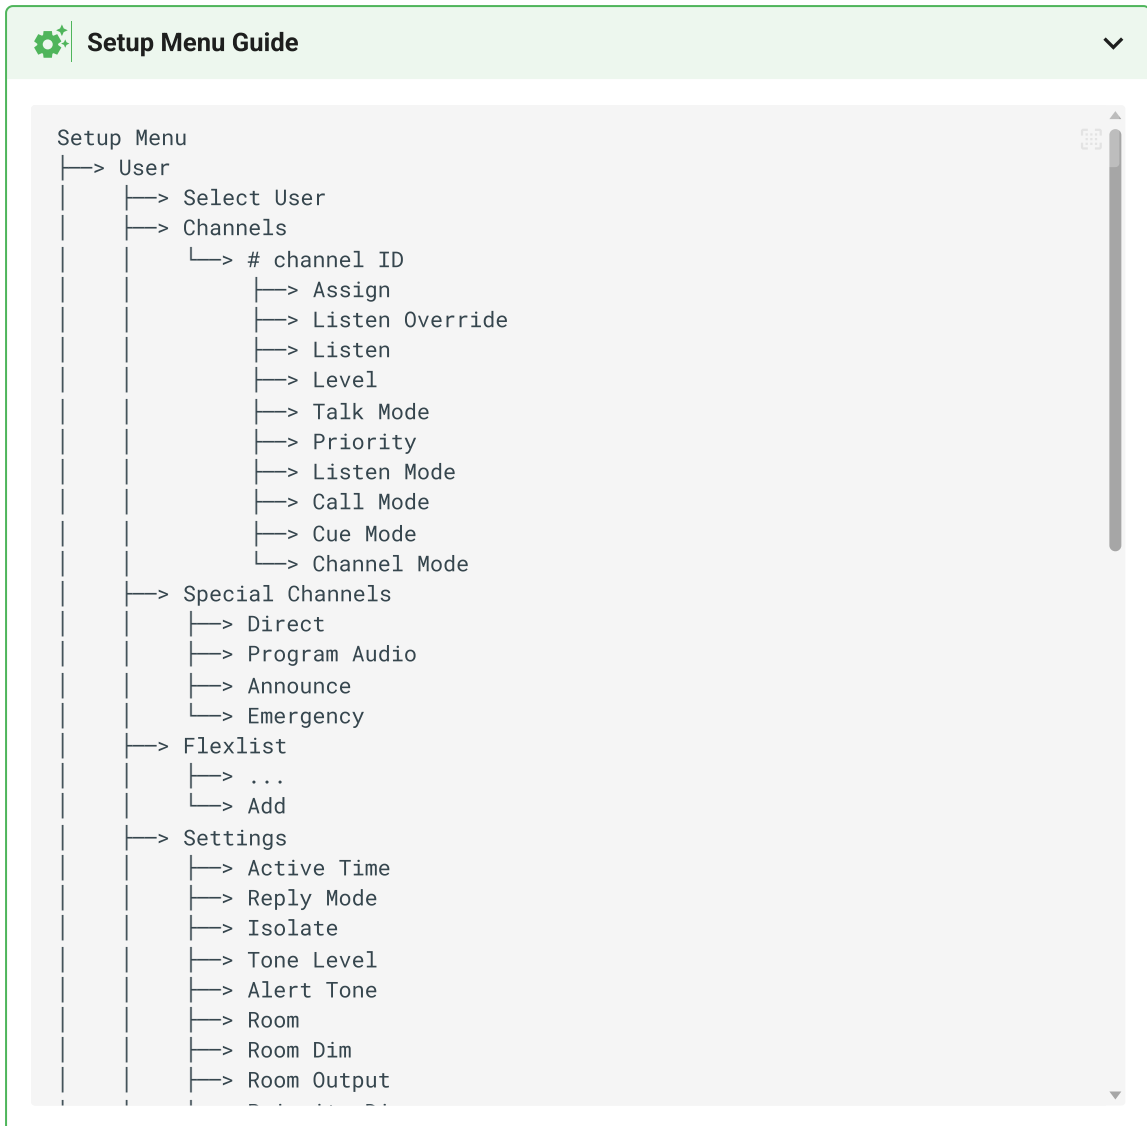 Setup Menu Guide
Setup Menu
├──> User
│    ├──> Select User
│    ├──> Channels
│    │    └──> # channel ID
│    │         ├──> Assign
│    │         ├──> Listen Override
│    │         ├──> Listen
│    │         ├──> Level
│    │         ├──> Talk Mode
│    │         ├──> Priority
│    │         ├──> Listen Mode
│    │         ├──> Call Mode
│    │         ├──> Cue Mode
│    │         └──> Channel Mode
│    ├──> Special Channels
│    │    ├──> Direct
│    │    ├──> Program Audio
│    │    ├──> Announce
│    │    └──> Emergency
│    ├──> Flexlist
│    │    ├──> ...
│    │    └──> Add
│    ├──> Settings
│    │    ├──> Active Time
│    │    ├──> Reply Mode
│    │    ├──> Isolate
│    │    ├──> Tone Level
│    │    ├──> Alert Tone
│    │    ├──> Room
│    │    ├──> Room Dim
│    │    ├──> Room Output